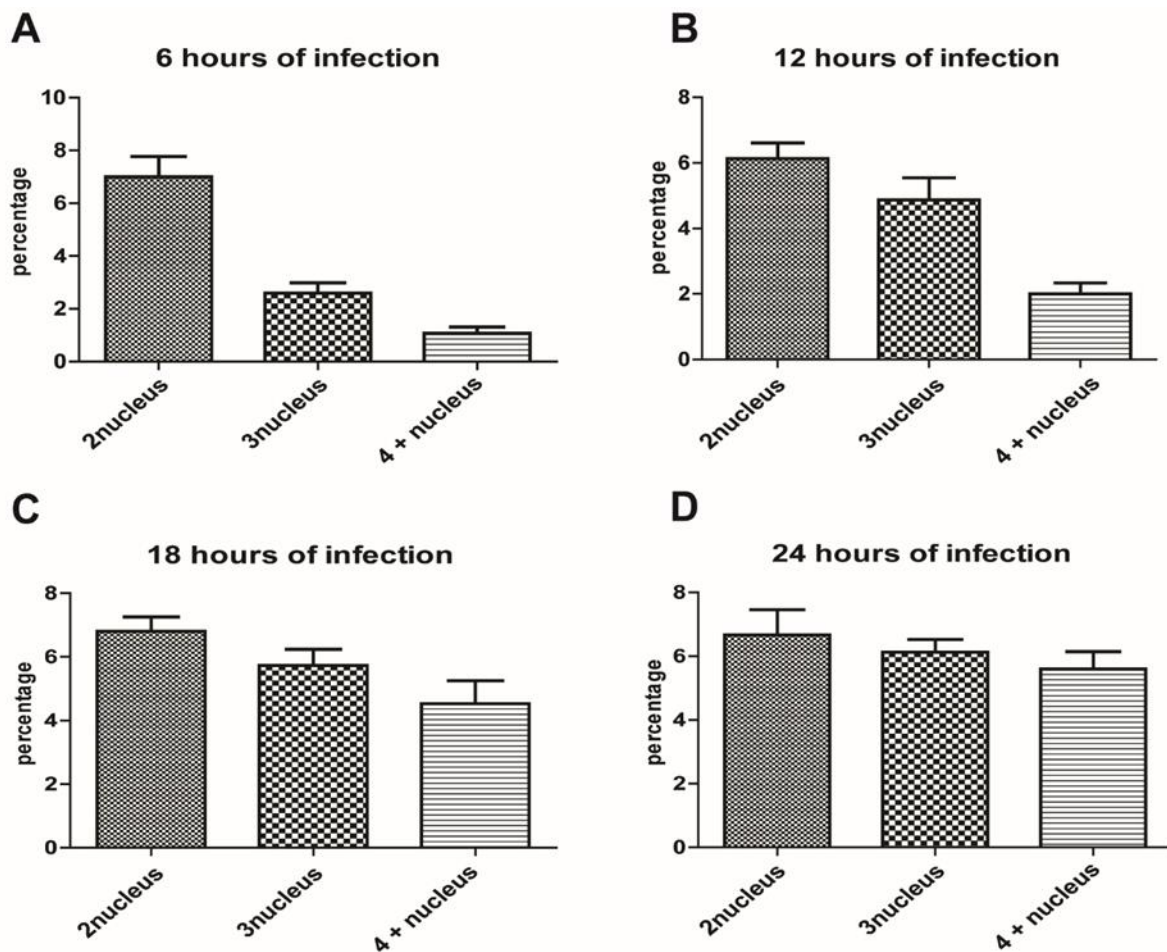 A
6 hours of infection
10
8
6
4
2
0
percentage
2nucleus
3nucleus
4 + nucleus
B
12 hours of infection
8
6
4
2
0
percentage
2nucleus
3nucleus
4 + nucleus
C
18 hours of infection
8
6
4
2
0
percentage
2nucleus
3nucleus
4 + nucleus
D
24 hours of infection
8
6
4
2
0
percentage
2nucleus
3nucleus
4 + nucleus